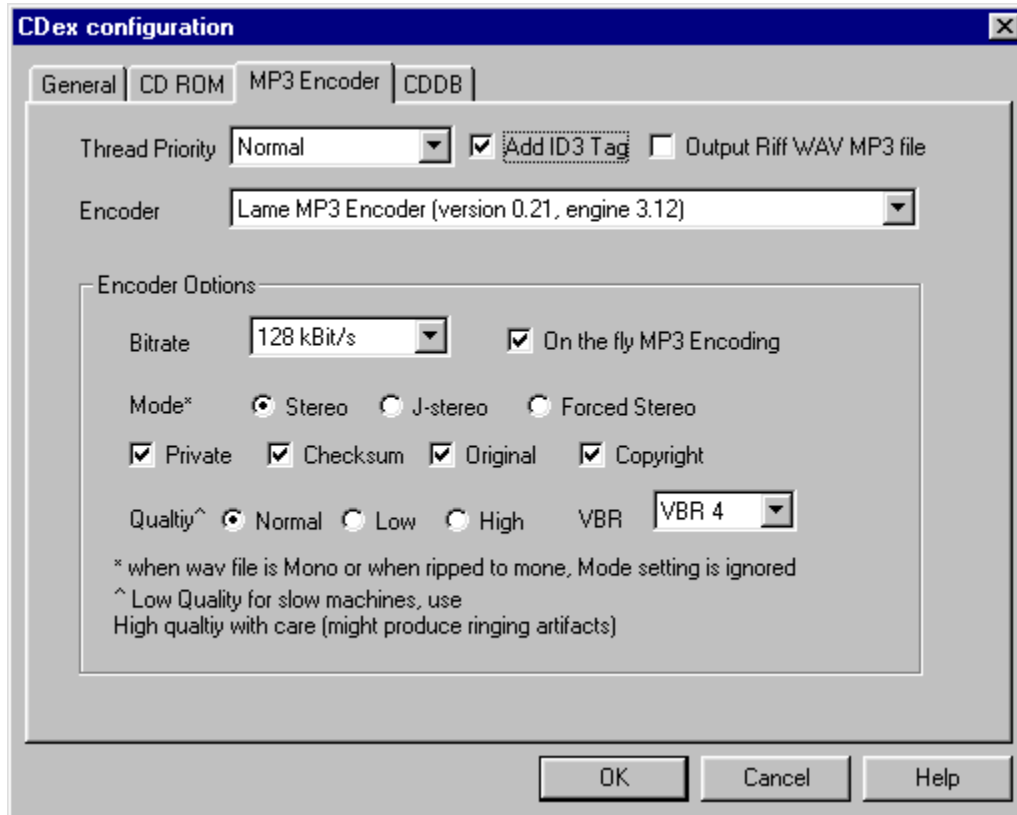 CDex configuration
General CD ROM MP3 Encoder CDDB
Thread Priority Normal Add ID3 Tag Output Riff WAV MP3 file
Encoder Lame MP3 Encoder (version 0.21, engine 3.12)
Encoder Options
Bitrate 128 kBit/s On the fly MP3 Encoding
Mode* Stereo J-stereo Forced Stereo
Private Checksum Original Copyright
Qualtiy^ Normal Low High VBR VBR 4
* when wav file is Mono or when ripped to mone, Mode setting is ignored
^ Low Quality for slow machines, use
High qualtiy with care (might produce ringing artifacts)
OK Cancel Help